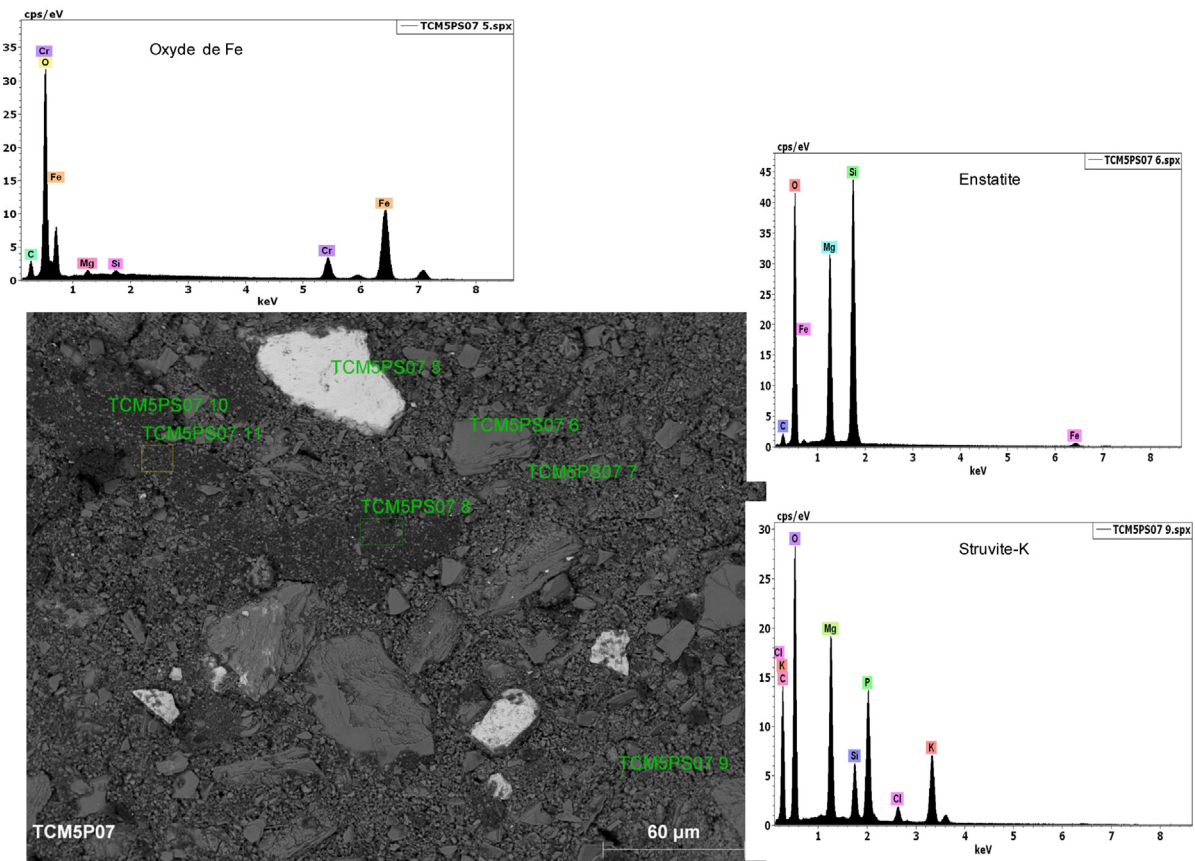 cps/eV
TCM5PS07 5.spx
Oxyde de Fe
Cr
O
Fe
C
Mg
Si
Cr
Fe
35
30
25
20
15
10
5
0
1 2 3 4 5 6 7 8
keV
cps/eV
TCM5PS07 6.spx
Enstatite
O
Fe
Mg
Si
C
Fe
45
40
35
30
25
20
15
10
5
0
1 2 3 4 5 6 7 8
keV
TCM5PS07 5
TCM5PS07 10
TCM5PS07 11
TCM5PS07 6
TCM5PS07 7
TCM5PS07 8
TCM5PS07 9
TCM5P07
60 µm
cps/eV
TCM5PS07 9.spx
Struvite-K
Cl
K
C
O
Mg
Si
P
Cl
K
30
25
20
15
10
5
0
1 2 3 4 5 6 7 8
keV